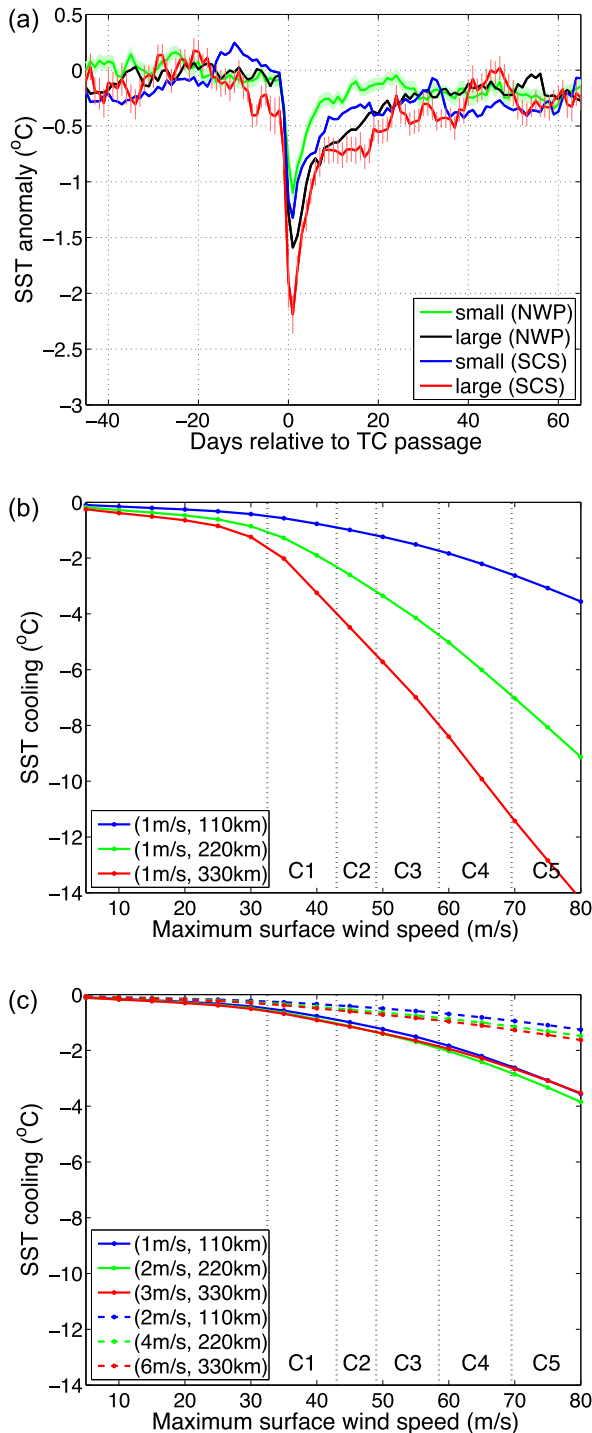 (a)
0.5
0
−0.5
−1
−1.5
−2
−2.5
−3
SST anomaly (°C)
small (NWP)
large (NWP)
small (SCS)
large (SCS)
−40 −20 0 20 40 60
Days relative to TC passage
(b)
0
−2
−4
−6
−8
−10
−12
−14
SST cooling (°C)
(1m/s, 110km)
(1m/s, 220km)
(1m/s, 330km)
C1 C2 C3 C4 C5
10 20 30 40 50 60 70 80
Maximum surface wind speed (m/s)
(c)
0
−2
−4
−6
−8
−10
−12
−14
SST cooling (°C)
(1m/s, 110km)
(2m/s, 220km)
(3m/s, 330km)
(2m/s, 110km)
(4m/s, 220km)
(6m/s, 330km)
C1 C2 C3 C4 C5
10 20 30 40 50 60 70 80
Maximum surface wind speed (m/s)